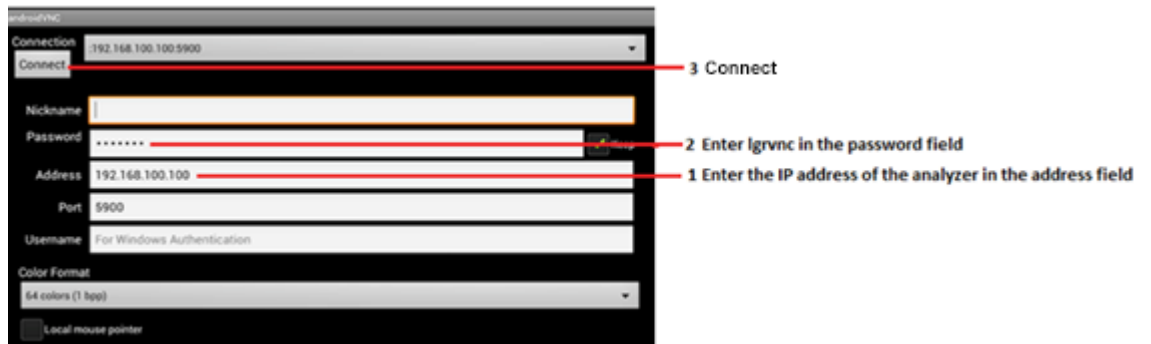 androidVNC
Connection
:192.168.100.100:5900
Connect
3 Connect
Nickname
Password
•••••••
Keep
2 Enter lgrvnc in the password field
Address
192.168.100.100
1 Enter the IP address of the analyzer in the address field
Port
5900
Username
For Windows Authentication
Color Format
64 colors (1 bpp)
Local mouse pointer